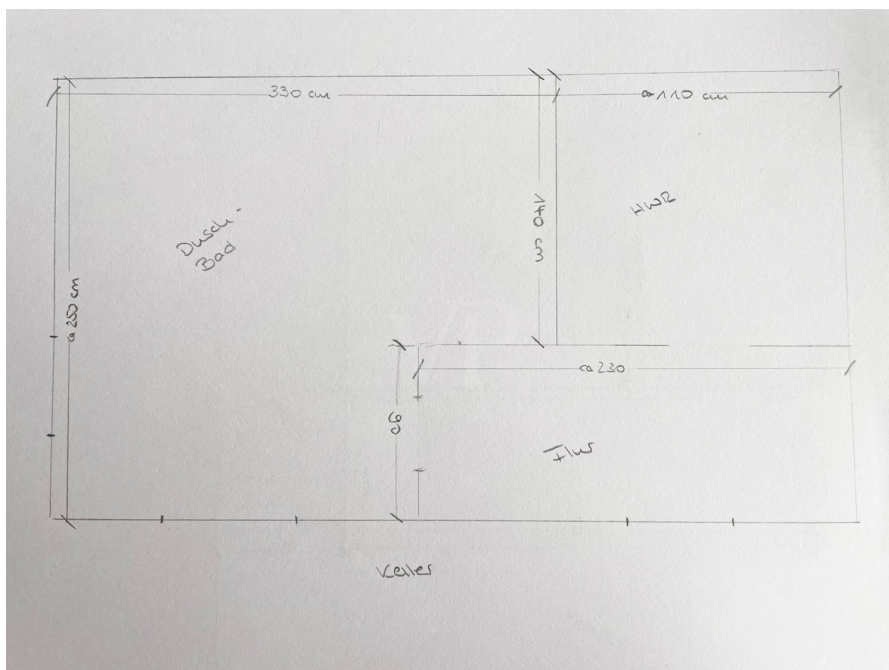 330 cm
ca 110 cm
Dusch-
Bad
HWR
140 cm
ca 250 cm
ca 230
90
Flur
Keller